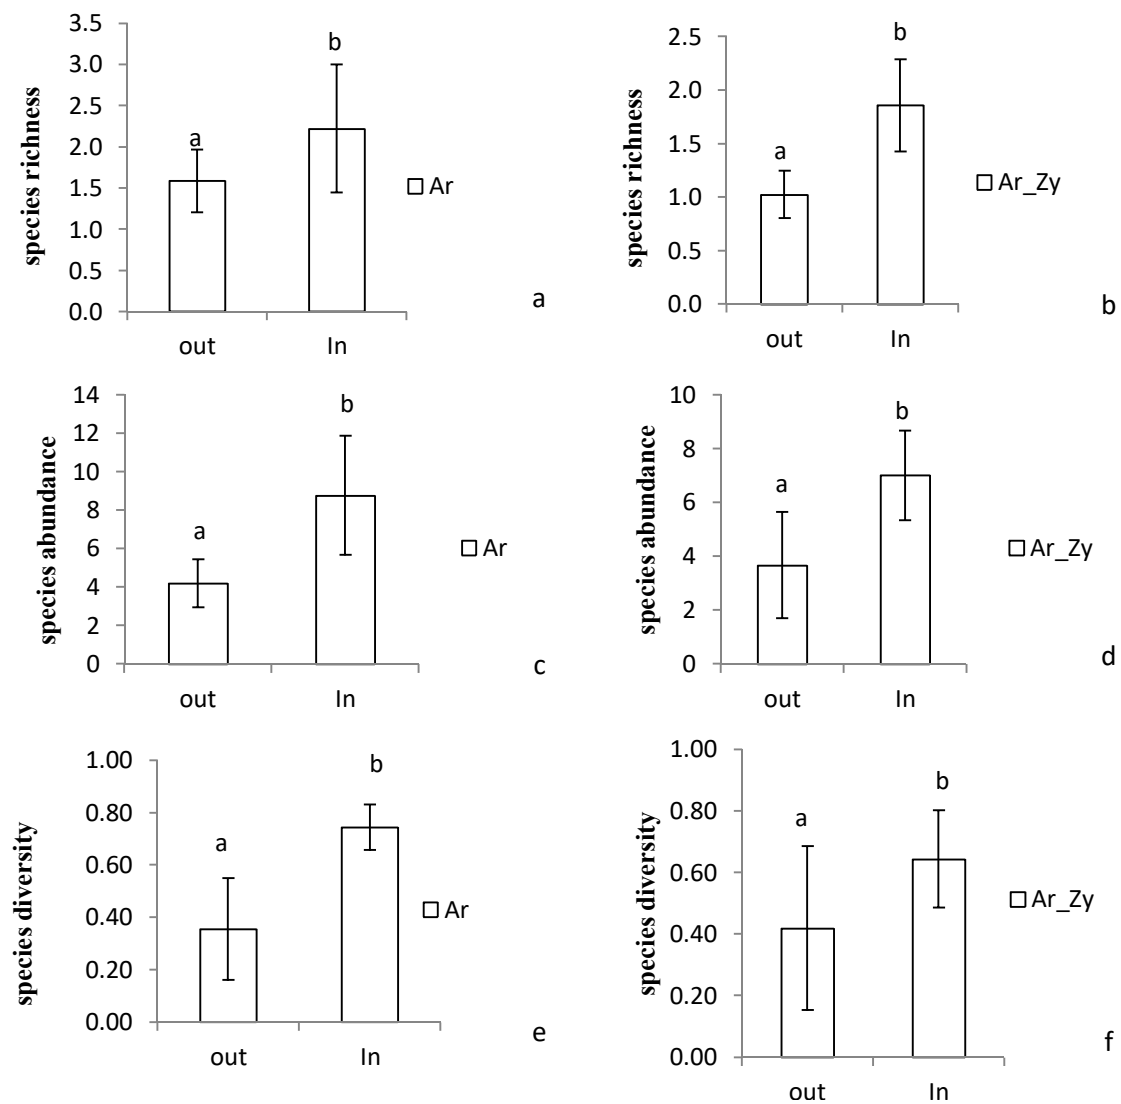 species richness
3.5
3.0
2.5
2.0
1.5
1.0
0.5
0.0
a
b
out
In
Ar
a
species richness
2.5
2.0
1.5
1.0
0.5
0.0
a
b
out
In
Ar_Zy
b
species abundance
14
12
10
8
6
4
2
0
a
b
out
In
Ar
c
species abundance
10
8
6
4
2
0
a
b
out
In
Ar_Zy
d
species diversity
1.00
0.80
0.60
0.40
0.20
0.00
a
b
out
In
Ar
e
species diversity
1.00
0.80
0.60
0.40
0.20
0.00
a
b
out
In
Ar_Zy
f